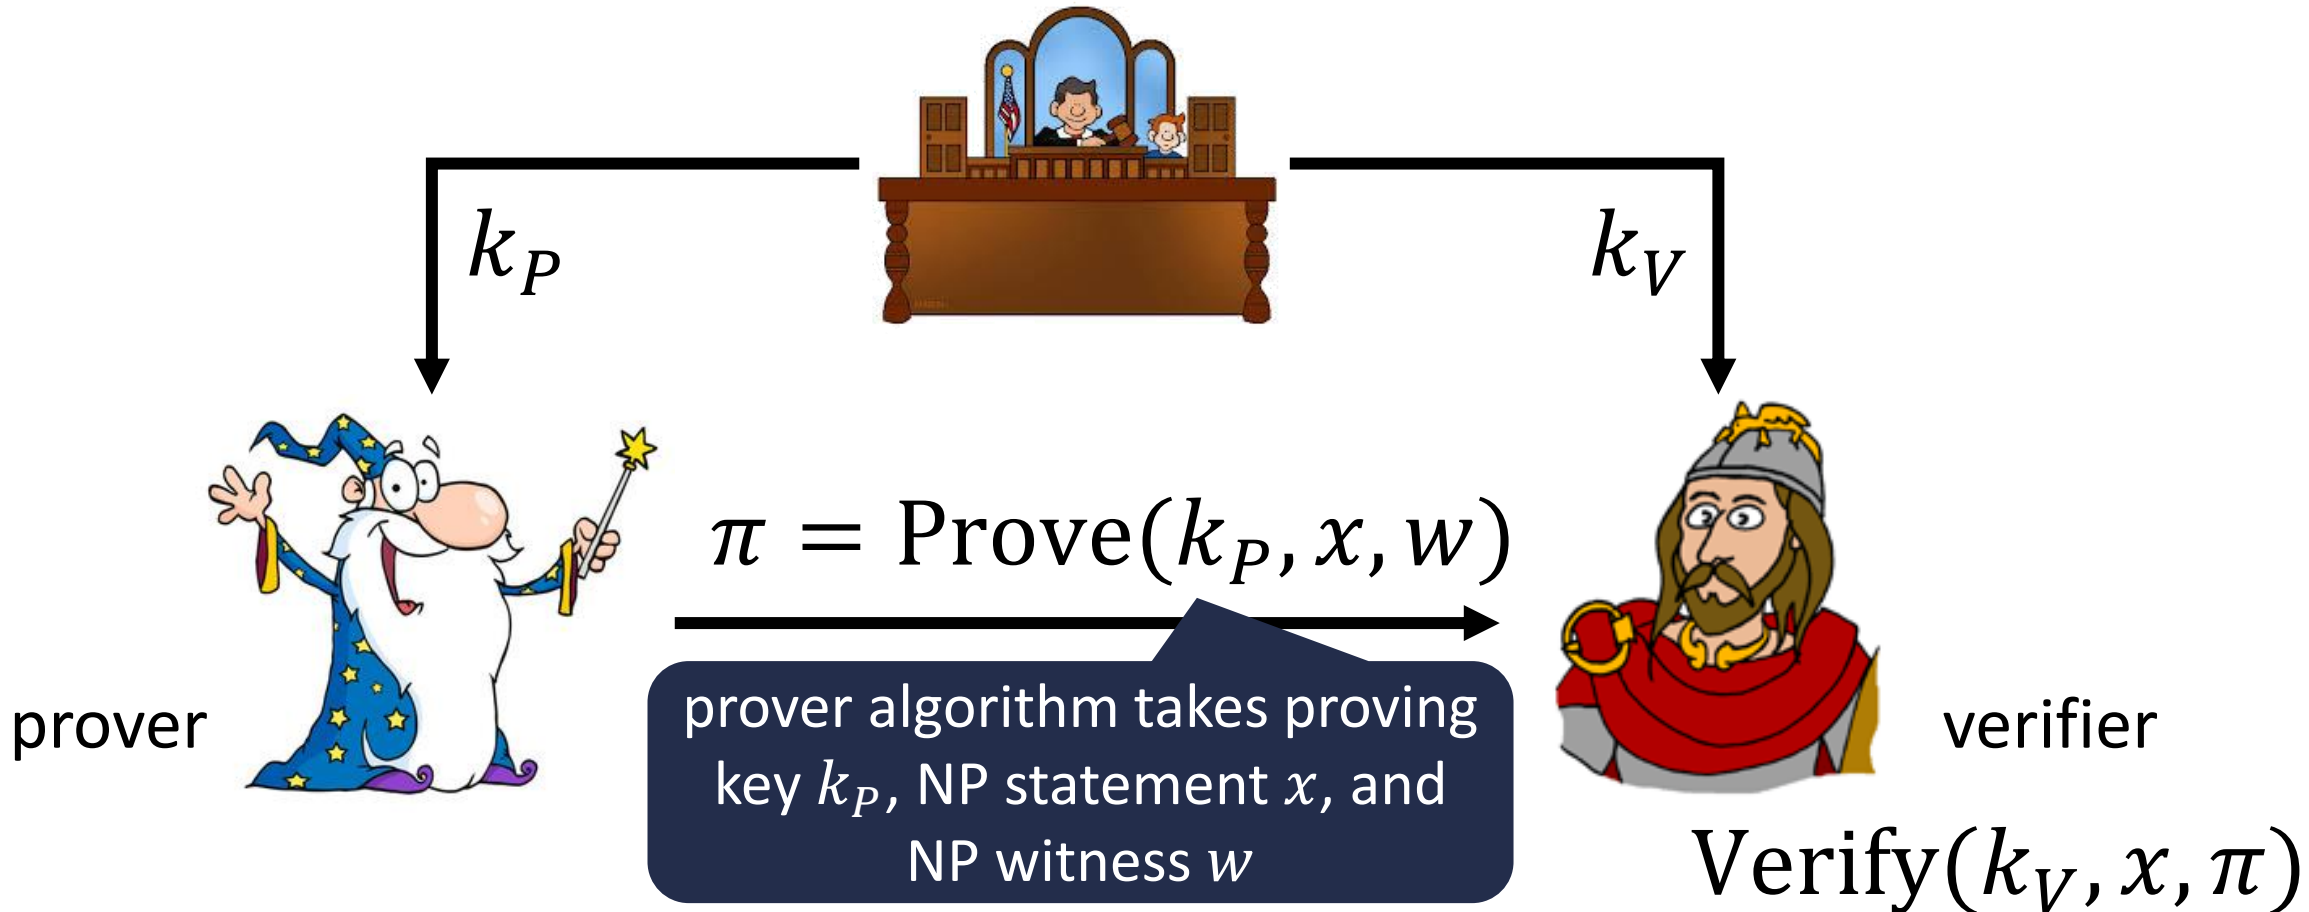 k_P
k_V
π = Prove(k_P, x, w)
prover
prover algorithm takes proving
key k_P, NP statement x, and
NP witness w
verifier
Verify(k_V, x, π)